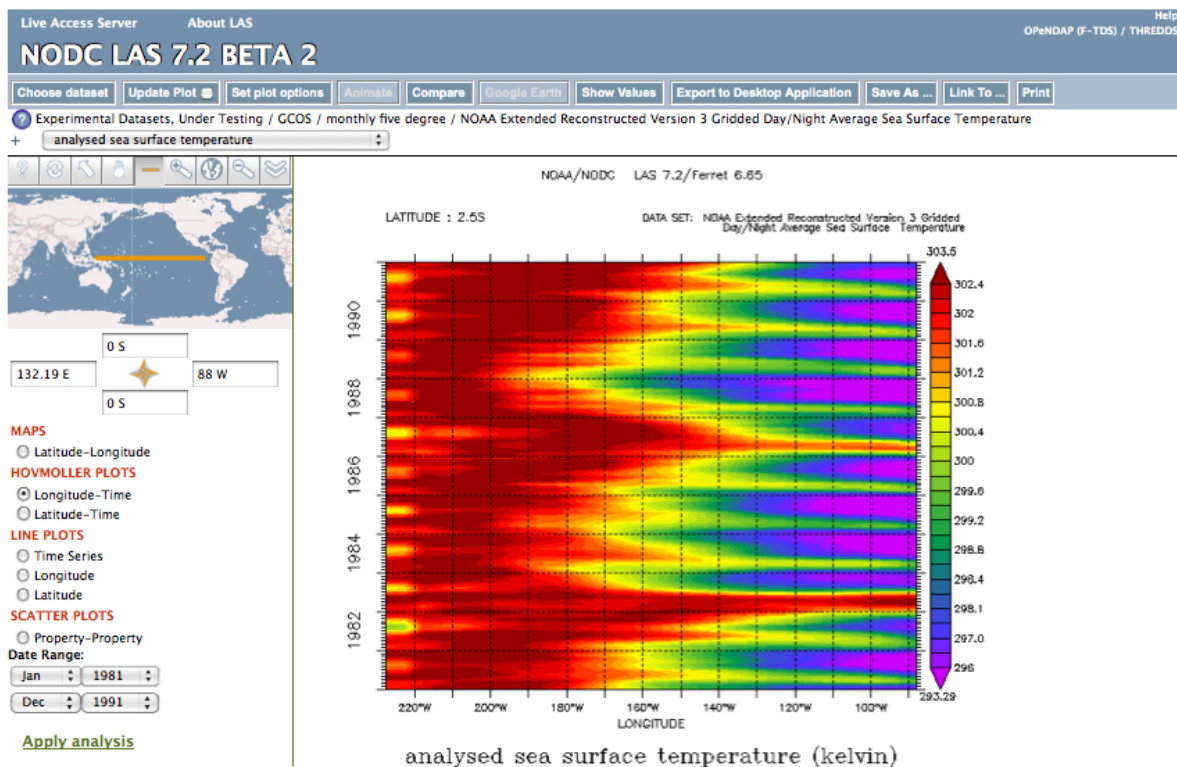 Live Access Server About LAS
Help
OPeNDAP (F-TDS) / THREDDS
NODC LAS 7.2 BETA 2
Choose dataset Update Plot Set plot options Animate Compare Google Earth Show Values Export to Desktop Application Save As ... Link To ... Print
? Experimental Datasets, Under Testing / GCOS / monthly five degree / NOAA Extended Reconstructed Version 3 Gridded Day/Night Average Sea Surface Temperature
+ analysed sea surface temperature
0 S
132.19 E 88 W
0 S
MAPS
Latitude-Longitude
HOVMOLLER PLOTS
Longitude-Time
Latitude-Time
LINE PLOTS
Time Series
Longitude
Latitude
SCATTER PLOTS
Property-Property
Date Range:
Jan 1981
Dec 1991
Apply analysis
NOAA/NODC LAS 7.2/Ferret 6.65
LATITUDE : 2.5S
DATA SET: NOAA Extended Reconstructed Version 3 Gridded
Day/Night Average Sea Surface Temperature
303.5
302.4
302
301.6
301.2
300.8
300.4
300
299.6
299.2
298.8
298.4
298.1
297.0
296
293.29
1990
1988
1986
1984
1982
220°W 200°W 180°W 160°W 140°W 120°W 100°W
LONGITUDE
analysed sea surface temperature (kelvin)